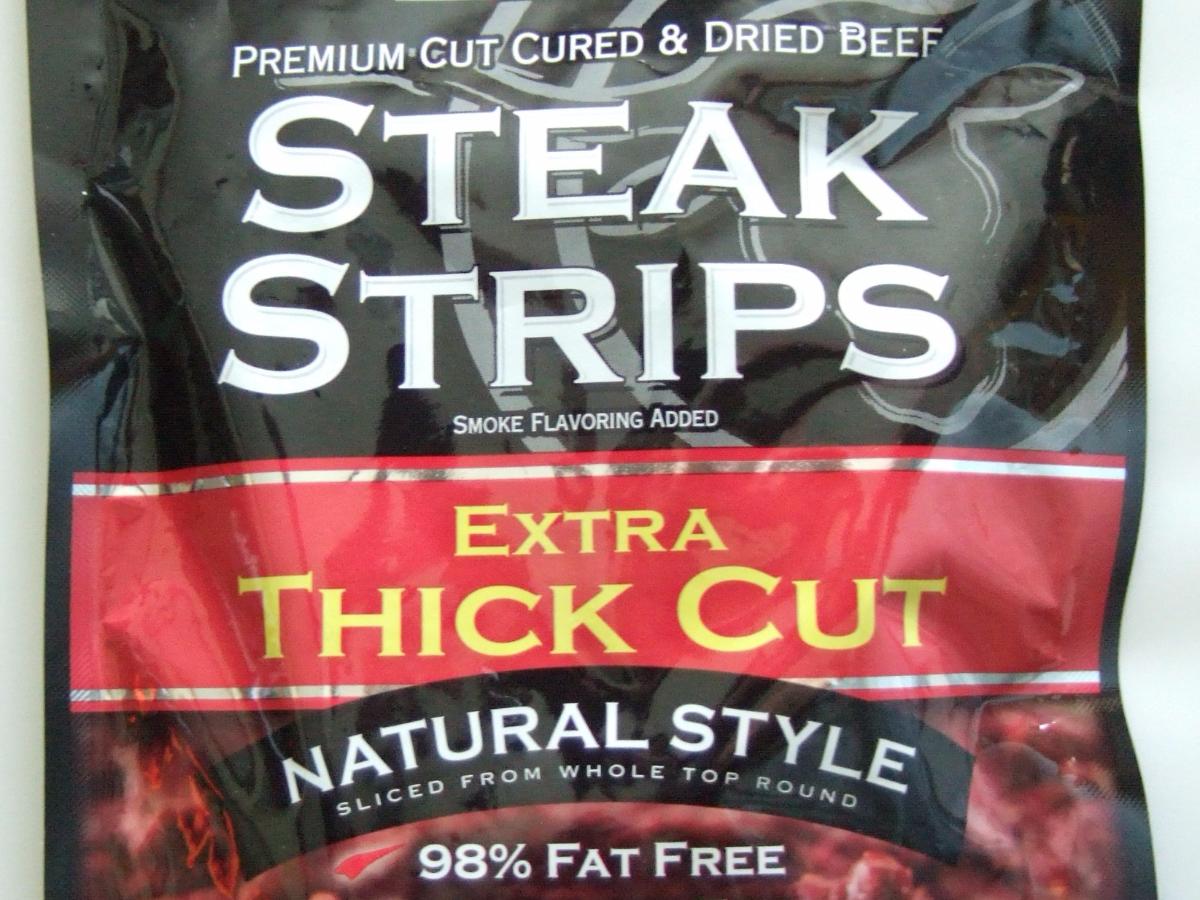 PREMIUM CUT CURED & DRIED BEEF
STEAK
STRIPS
SMOKE FLAVORING ADDED
EXTRA
THICK CUT
NATURAL STYLE
SLICED FROM WHOLE TOP ROUND
98% FAT FREE